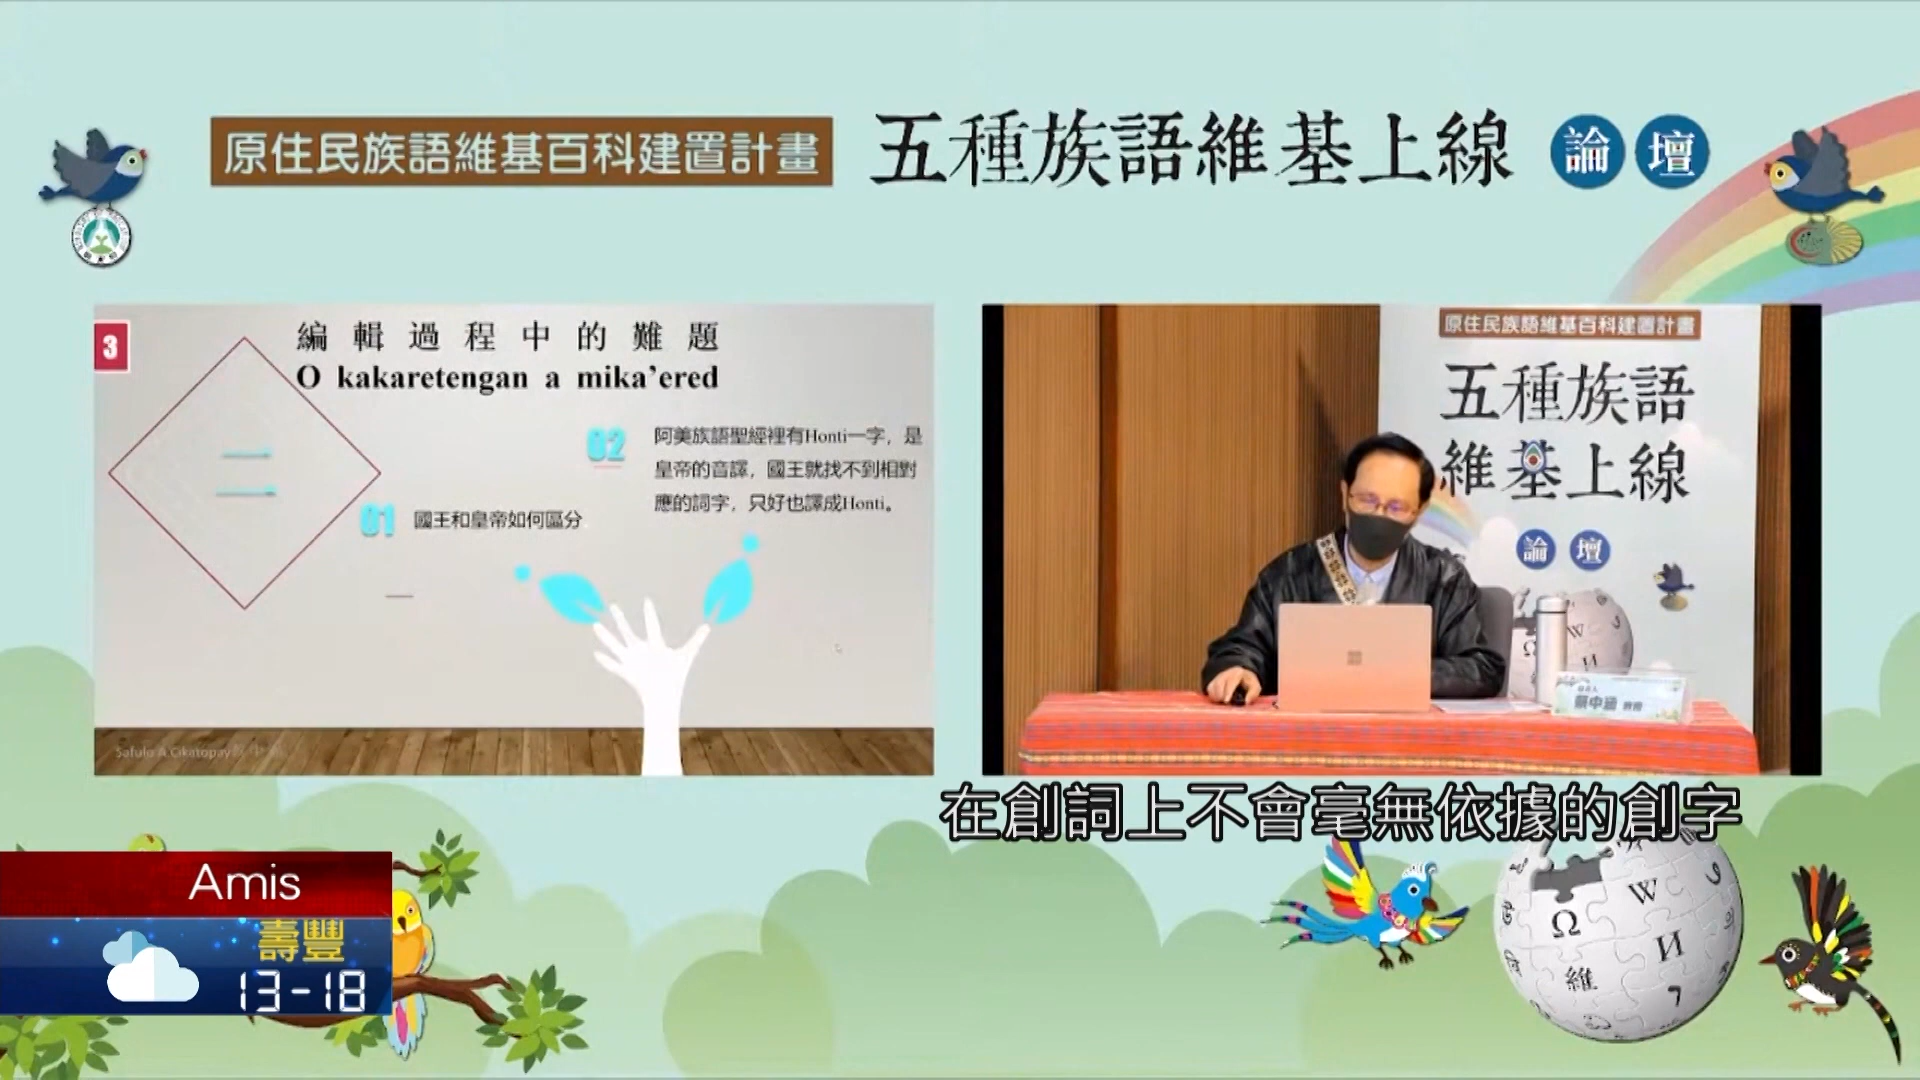 原住民族語維基百科建置計畫
五種族語維基上線
論壇
3
編輯過程中的難題
O kakaretengan a mika'ered
二
01
國王和皇帝如何區分
02
阿美族語聖經裡有Honti一字，是
皇帝的音譯，國王就找不到相對
應的詞字，只好也譯成Honti。
Safulo A.Cikatopay
原住民族語維基百科建置計畫
五種族語
維基上線
論壇
蔡中涵
在創詞上不會毫無依據的創字
Amis
壽豐
13-18
Ω
W
И
維